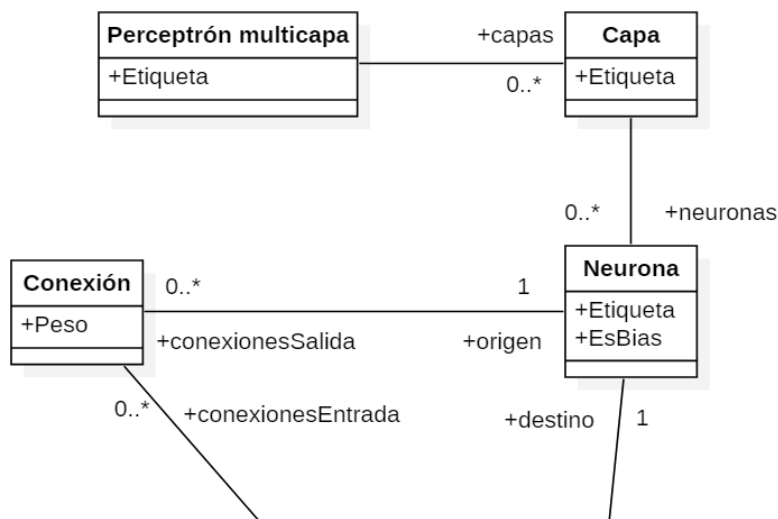 Perceptrón multicapa
+Etiqueta
+capas
0..*
Capa
+Etiqueta
0..*
+neuronas
Conexión
+Peso
0..*
1
+conexionesSalida
+origen
Neurona
+Etiqueta
+EsBias
0..*
+conexionesEntrada
+destino
1